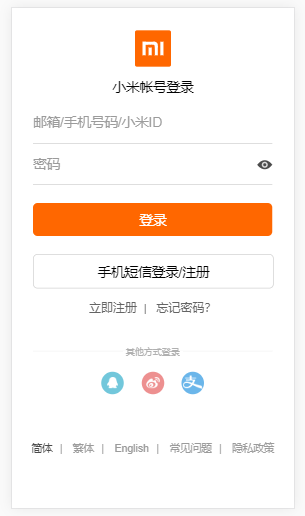 小米帐号登录
邮箱/手机号码/小米ID
密码
登录
手机短信登录/注册
立即注册 | 忘记密码?
其他方式登录
简体 | 繁体 | English | 常见问题 | 隐私政策